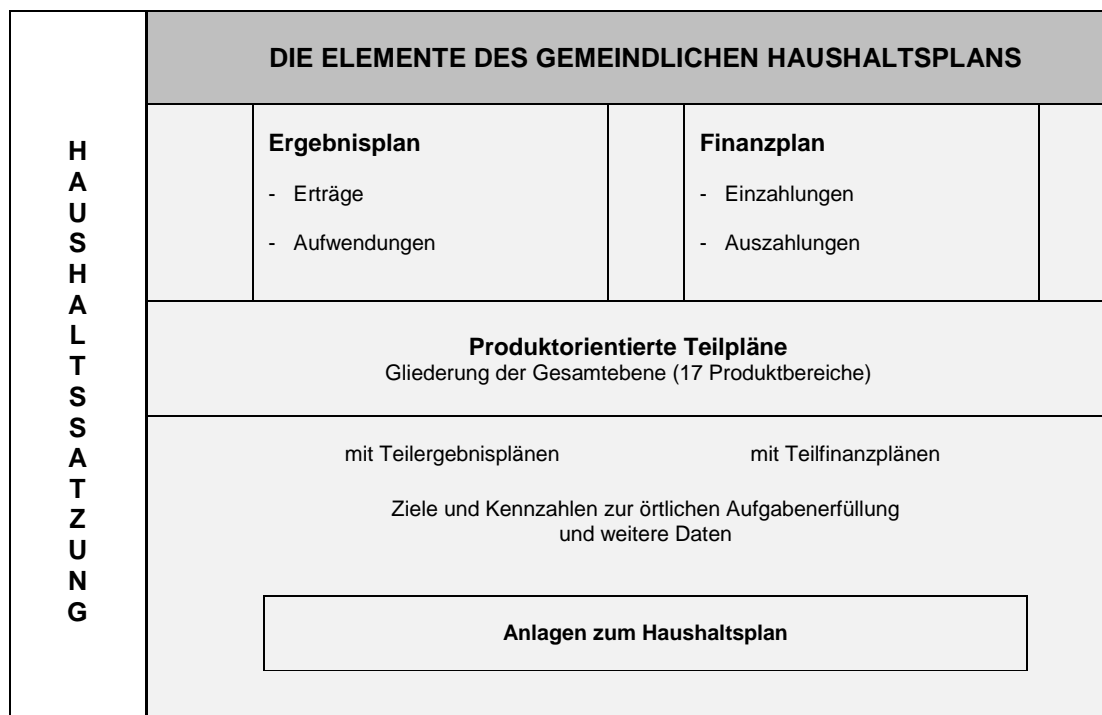 HAUSHALTSSATZUNG
DIE ELEMENTE DES GEMEINDLICHEN HAUSHALTSPLANS
Ergebnisplan
- Erträge
- Aufwendungen
Finanzplan
- Einzahlungen
- Auszahlungen
Produktorientierte Teilpläne
Gliederung der Gesamtebene (17 Produktbereiche)
mit Teilergebnisplänen
mit Teilfinanzplänen
Ziele und Kennzahlen zur örtlichen Aufgabenerfüllung
und weitere Daten
Anlagen zum Haushaltsplan